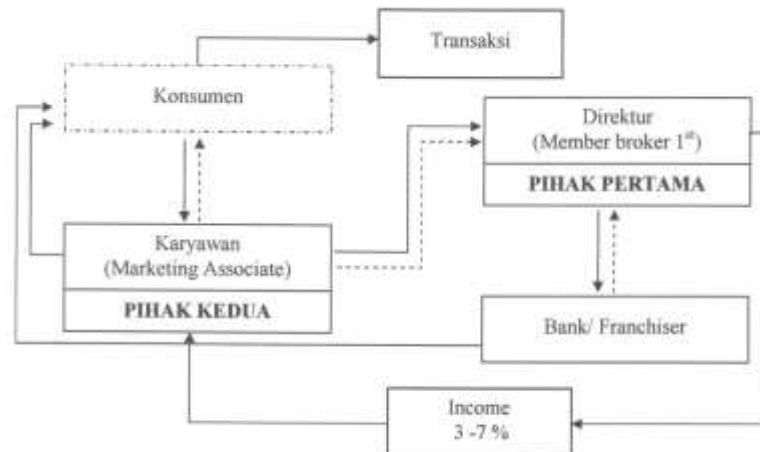 Transaksi
Konsumen
Direktur
(Member broker 1st)
PIHAK PERTAMA
Karyawan
(Marketing Associate)
PIHAK KEDUA
Bank/ Franchiser
Income
3 -7 %